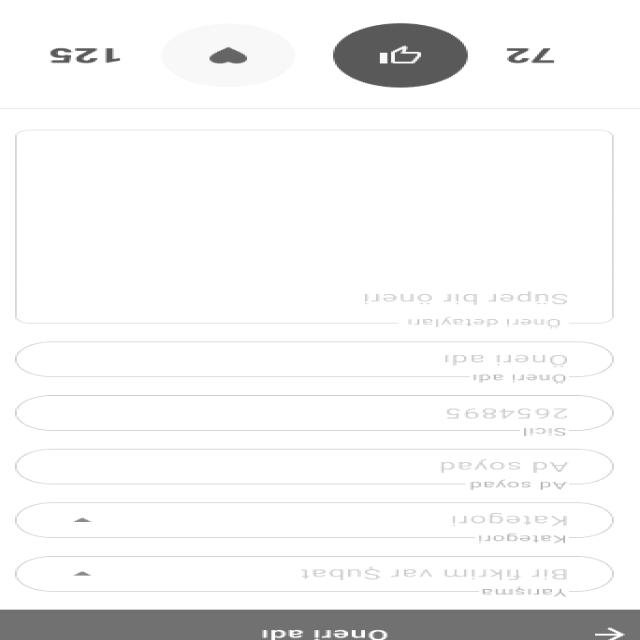 Öneri adı
Yarışma
Bir fikrim var Şubat
Kategori
Kategori
Ad soyad
Ad soyad
Sicil
2654895
Öneri adı
Öneri adı
Öneri detayları
Süper bir öneri
72 125